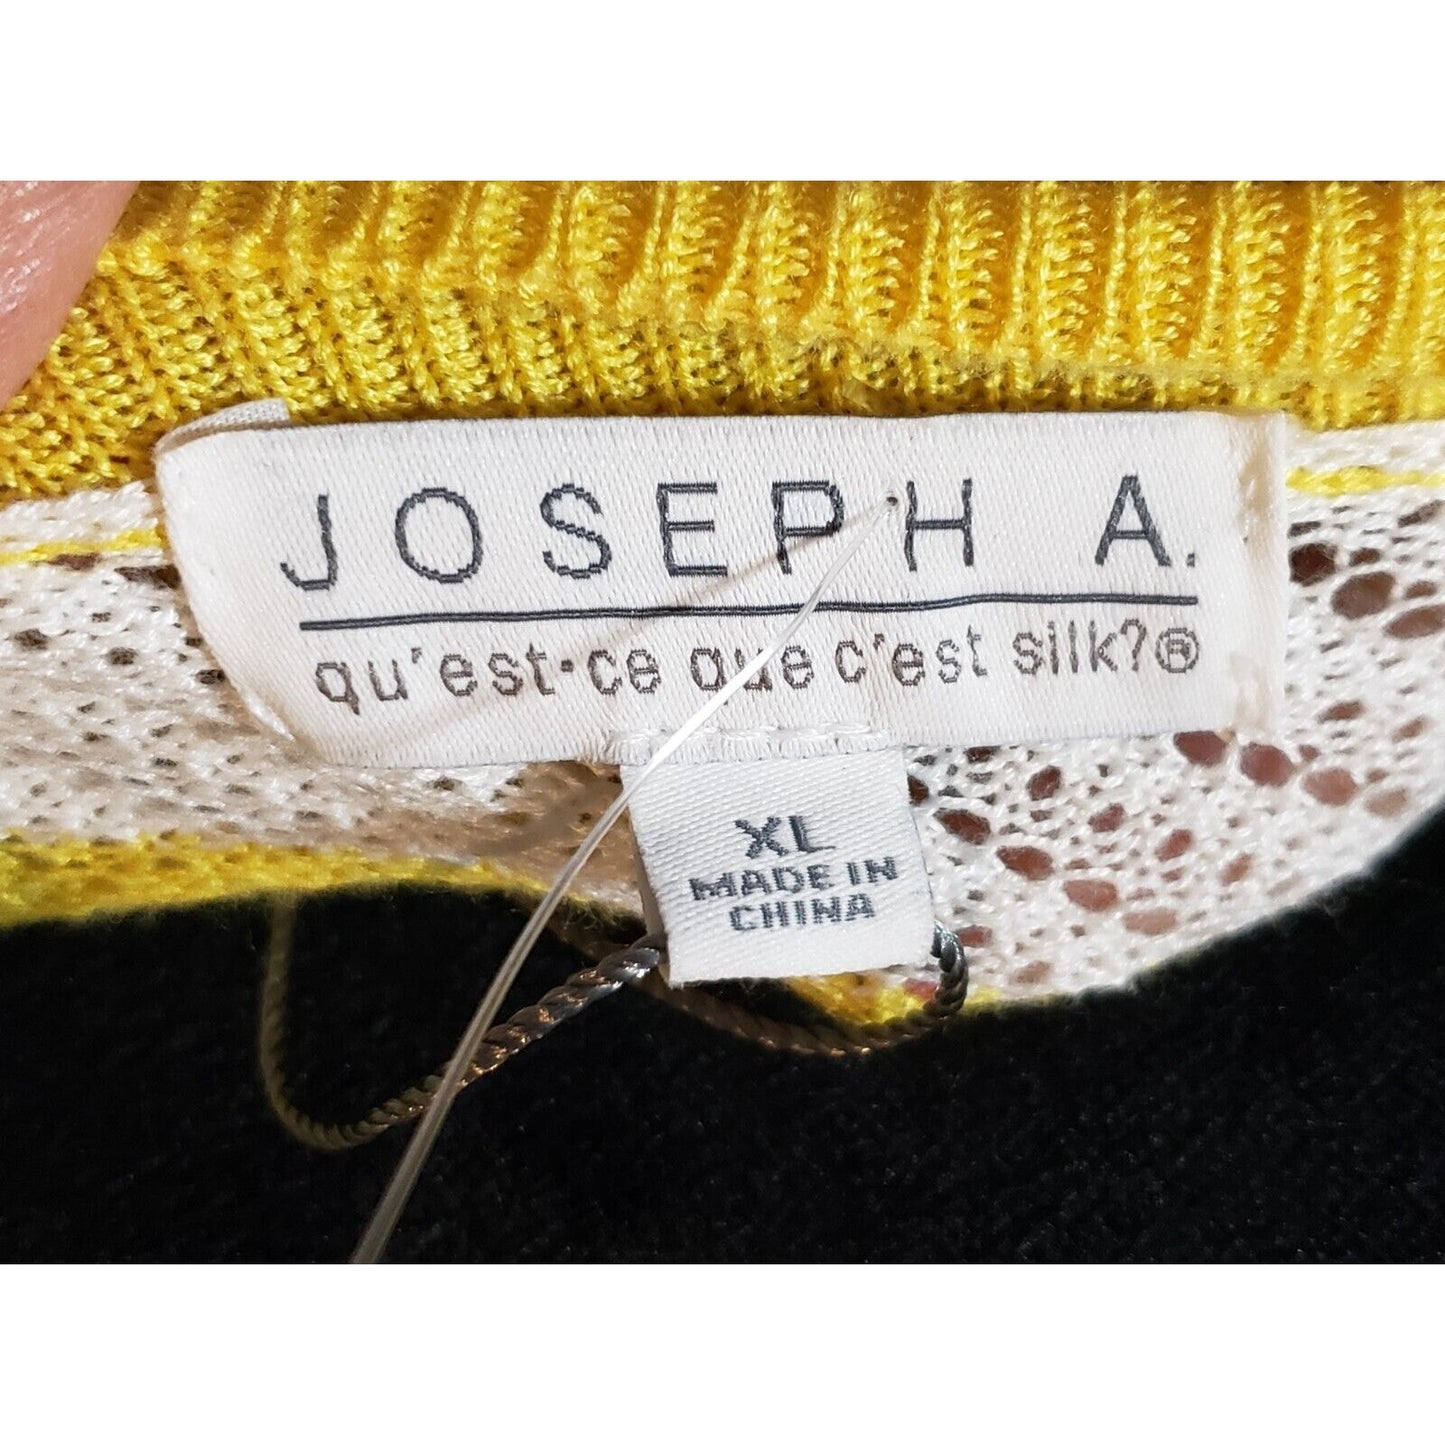 JOSEPH A.
qu'est·ce que c'est silk?®
XL
MADE IN
CHINA